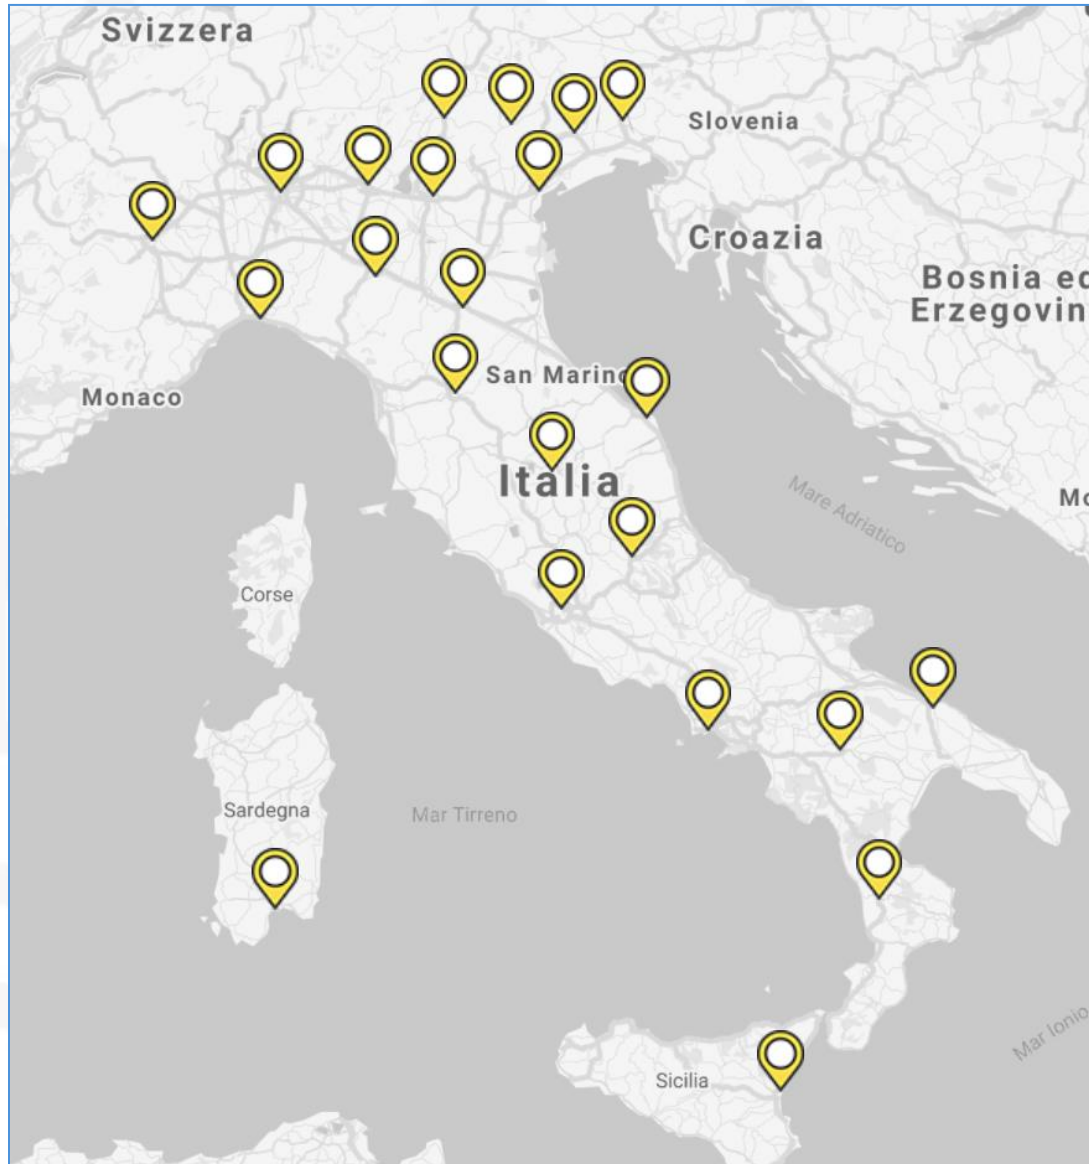 Svizzera
Slovenia
Croazia
Bosnia ed
Erzegovin
San Marino
Monaco
Italia
Mare Adriatico
Corse
Sardegna
Mar Tirreno
Mar Ionio
Sicilia